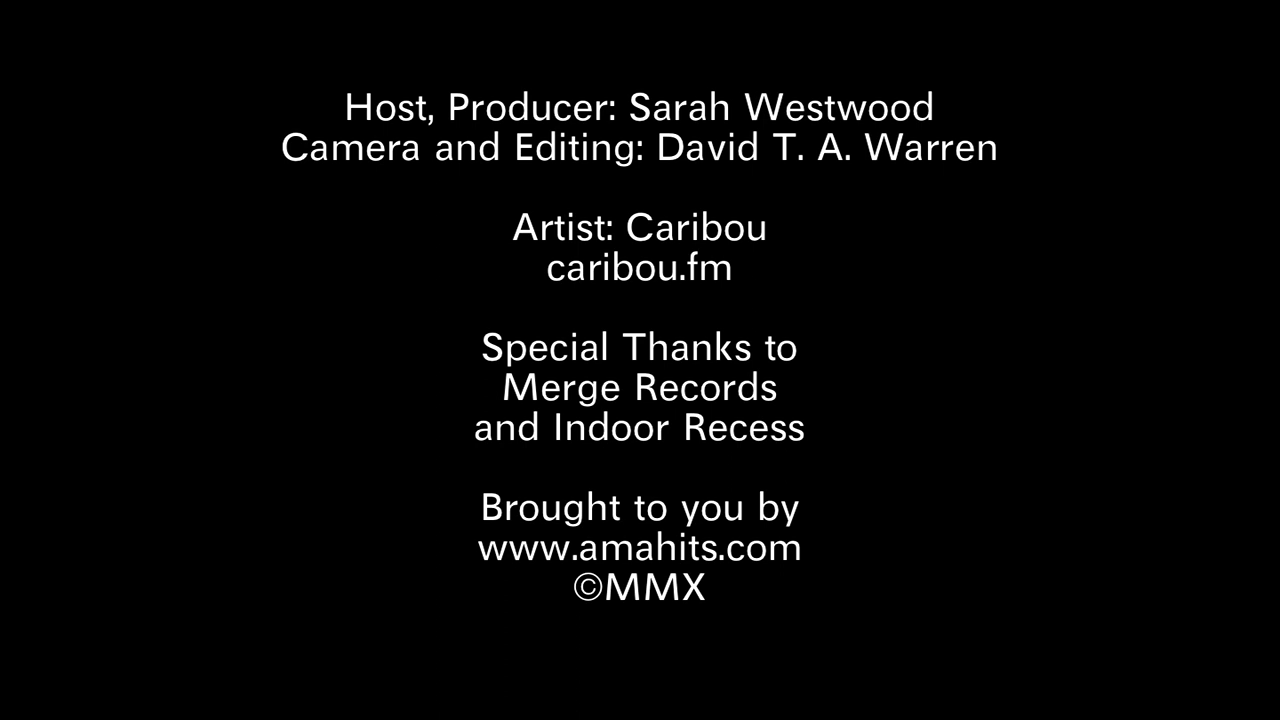 Host, Producer: Sarah Westwood
Camera and Editing: David T. A. Warren
Artist: Caribou
caribou.fm
Special Thanks to
Merge Records
and Indoor Recess
Brought to you by
www.amahits.com
©MMX